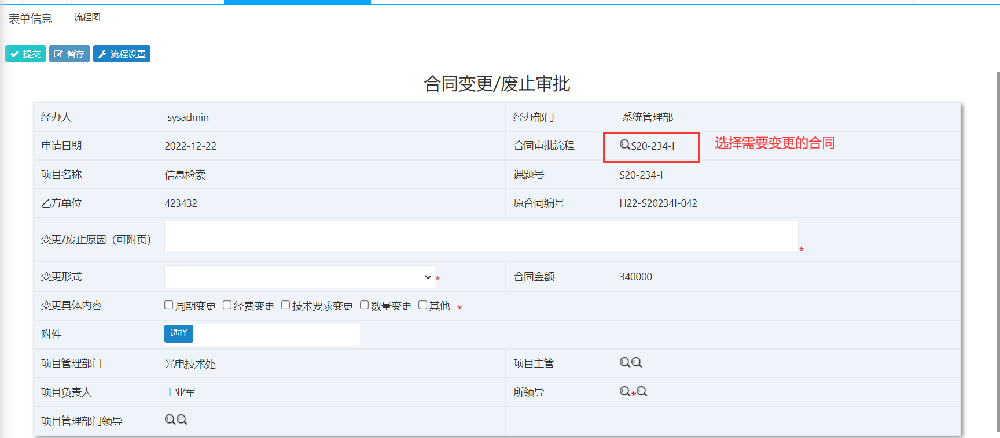 表单信息 流程图
提交 暂存 流程设置
合同变更/废止审批
经办人 sysadmin 经办部门 系统管理部
申请日期 2022-12-22 合同审批流程 S20-234-I 选择需要变更的合同
项目名称 信息检索 课题号 S20-234-I
乙方单位 423432 原合同编号 H22-S20234I-042
变更/废止原因（可附页） *
变更形式 * 合同金额 340000
变更具体内容 周期变更 经费变更 技术要求变更 数量变更 其他 *
附件 选择
项目管理部门 光电技术处 项目主管
项目负责人 王亚军 所领导 *
项目管理部门领导